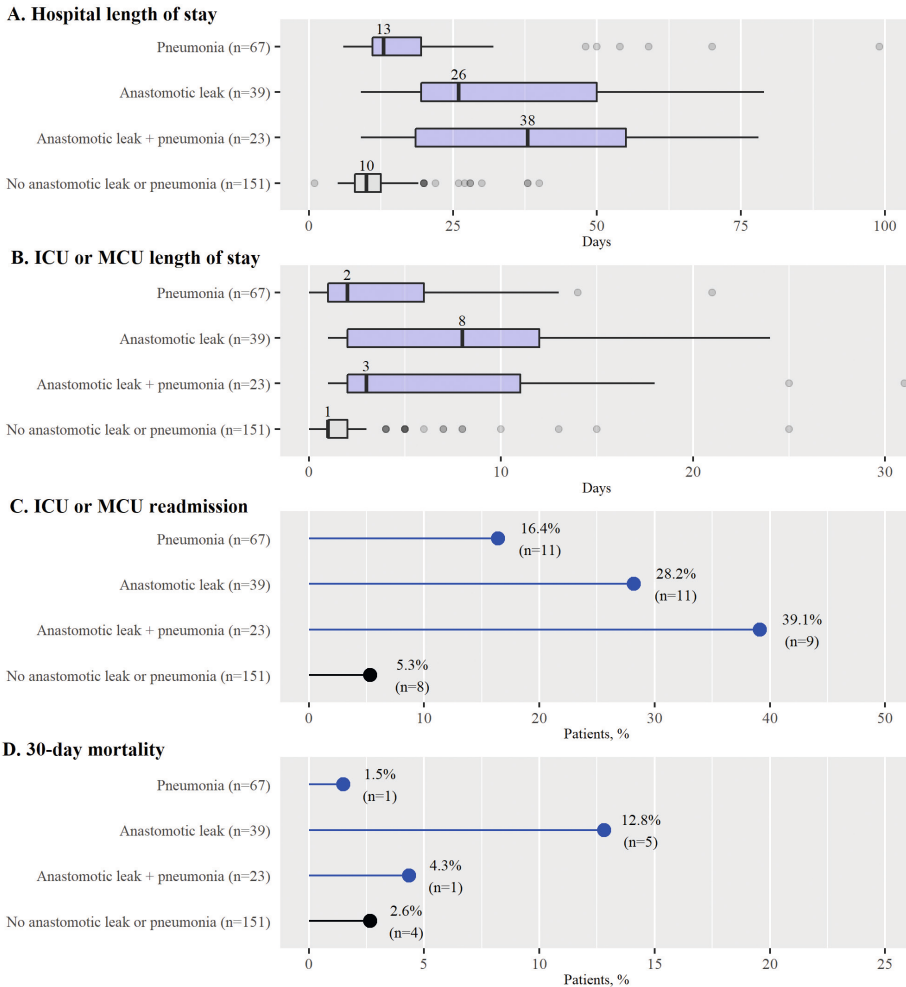 A. Hospital length of stay
13
Pneumonia (n=67)
26
Anastomotic leak (n=39)
38
Anastomotic leak + pneumonia (n=23)
10
No anastomotic leak or pneumonia (n=151)
0 25 50 75 100
Days
B. ICU or MCU length of stay
2
Pneumonia (n=67)
8
Anastomotic leak (n=39)
3
Anastomotic leak + pneumonia (n=23)
1
No anastomotic leak or pneumonia (n=151)
0 10 20 30
Days
C. ICU or MCU readmission
16.4%
Pneumonia (n=67)
(n=11)
28.2%
Anastomotic leak (n=39)
(n=11)
39.1%
Anastomotic leak + pneumonia (n=23)
(n=9)
5.3%
No anastomotic leak or pneumonia (n=151)
(n=8)
0 10 20 30 40 50
Patients, %
D. 30-day mortality
1.5%
Pneumonia (n=67)
(n=1)
12.8%
Anastomotic leak (n=39)
(n=5)
4.3%
Anastomotic leak + pneumonia (n=23)
(n=1)
2.6%
No anastomotic leak or pneumonia (n=151)
(n=4)
0 5 10 15 20 25
Patients, %